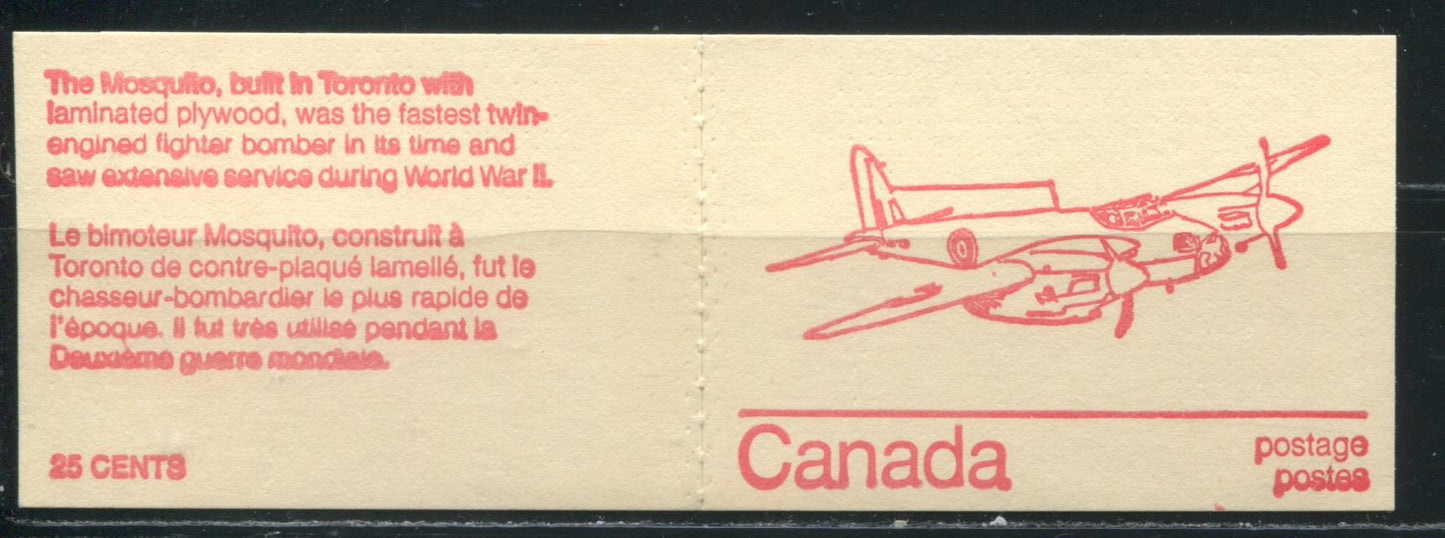 The Mosquito, built in Toronto with
laminated plywood, was the fastest twin-
engined fighter bomber in its time and
saw extensive service during World War II.
Le bimoteur Mosquito, construit à
Toronto de contre-plaqué lamellé, fut le
chasseur-bombardier le plus rapide de
l'époque. Il fut très utilisé pendant la
Deuxième guerre mondiale.
25 CENTS
Canada
postage
postes